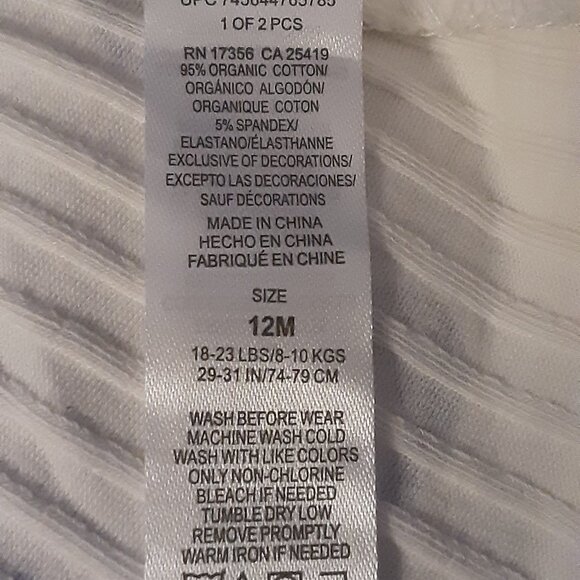 UPC 745644763785
1 OF 2 PCS
RN 17356 CA 25419
95% ORGANIC COTTON/
ORGÁNICO ALGODÓN/
ORGANIQUE COTON
5% SPANDEX/
ELASTANO/ÉLASTHANNE
EXCLUSIVE OF DECORATIONS/
EXCEPTO LAS DECORACIONES/
SAUF DÉCORATIONS
MADE IN CHINA
HECHO EN CHINA
FABRIQUÉ EN CHINE
SIZE
12M
18-23 LBS/8-10 KGS
29-31 IN/74-79 CM
WASH BEFORE WEAR
MACHINE WASH COLD
WASH WITH LIKE COLORS
ONLY NON-CHLORINE
BLEACH IF NEEDED
TUMBLE DRY LOW
REMOVE PROMPTLY
WARM IRON IF NEEDED